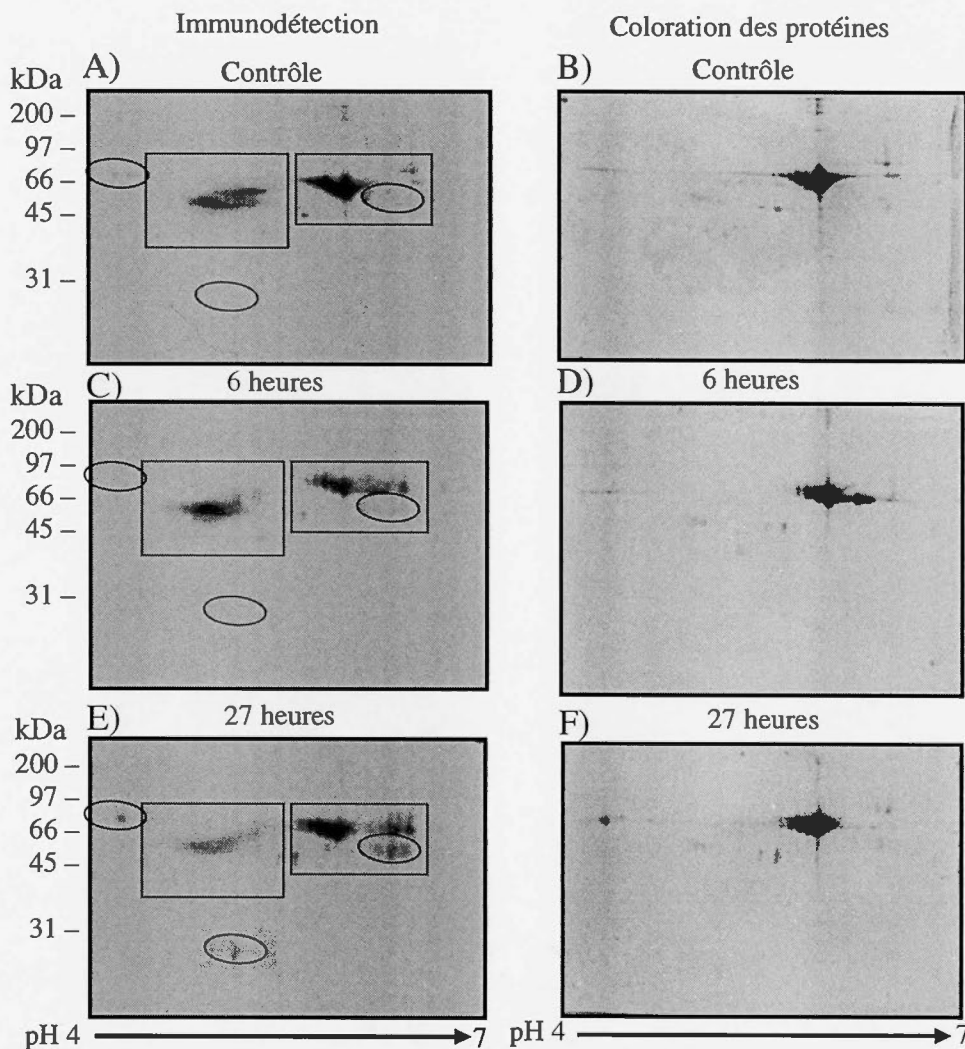 Immunodétection
Coloration des protéines
A)
Contrôle
B)
Contrôle
kDa
200 –
97 –
66 –
45 –
31 –
C)
6 heures
D)
6 heures
kDa
200 –
97 –
66 –
45 –
31 –
E)
27 heures
F)
27 heures
kDa
200 –
97 –
66 –
45 –
31 –
pH 4
7
pH 4
7